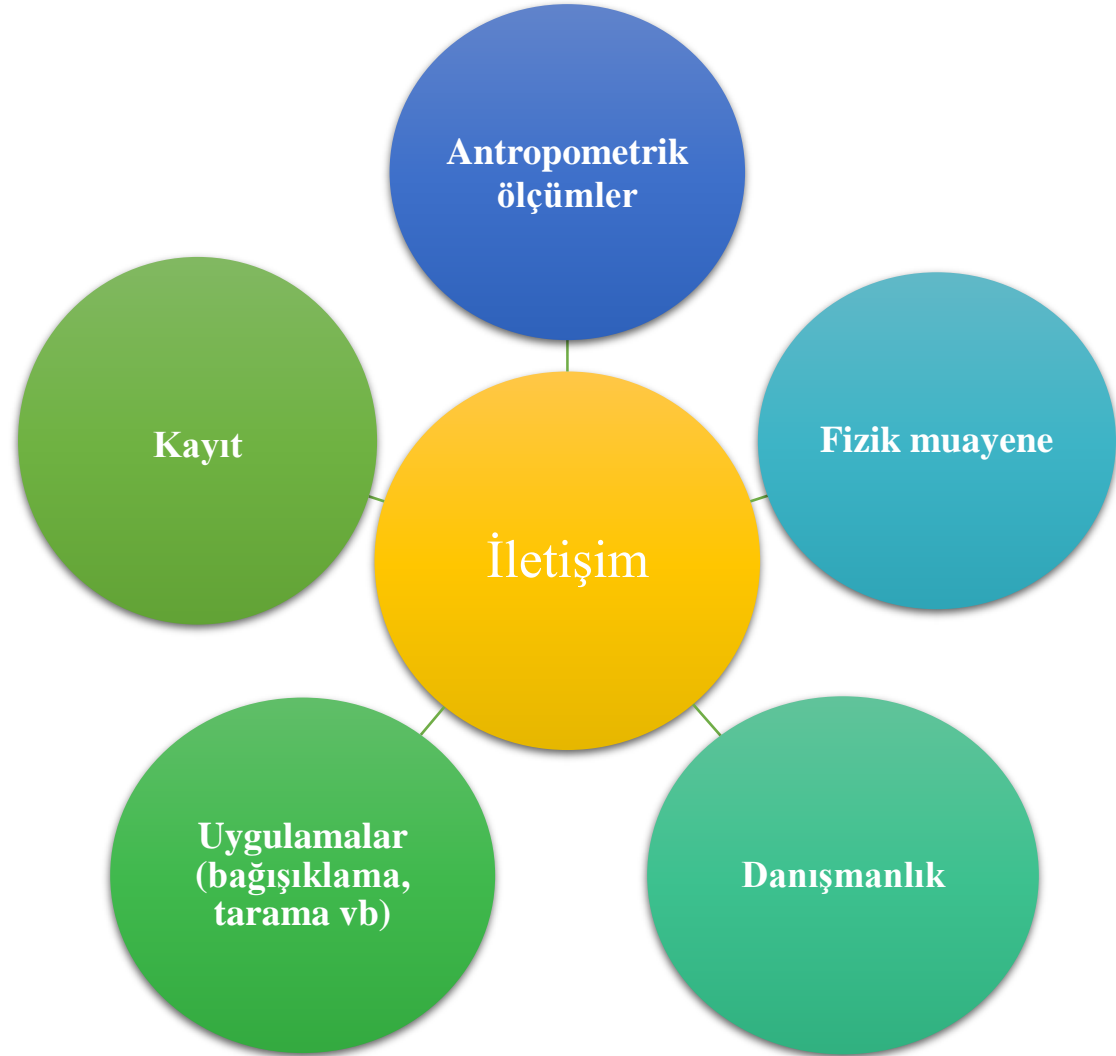 Antropometrik
ölçümler
Kayıt
Fizik muayene
İletişim
Uygulamalar
(bağışıklama,
tarama vb)
Danışmanlık